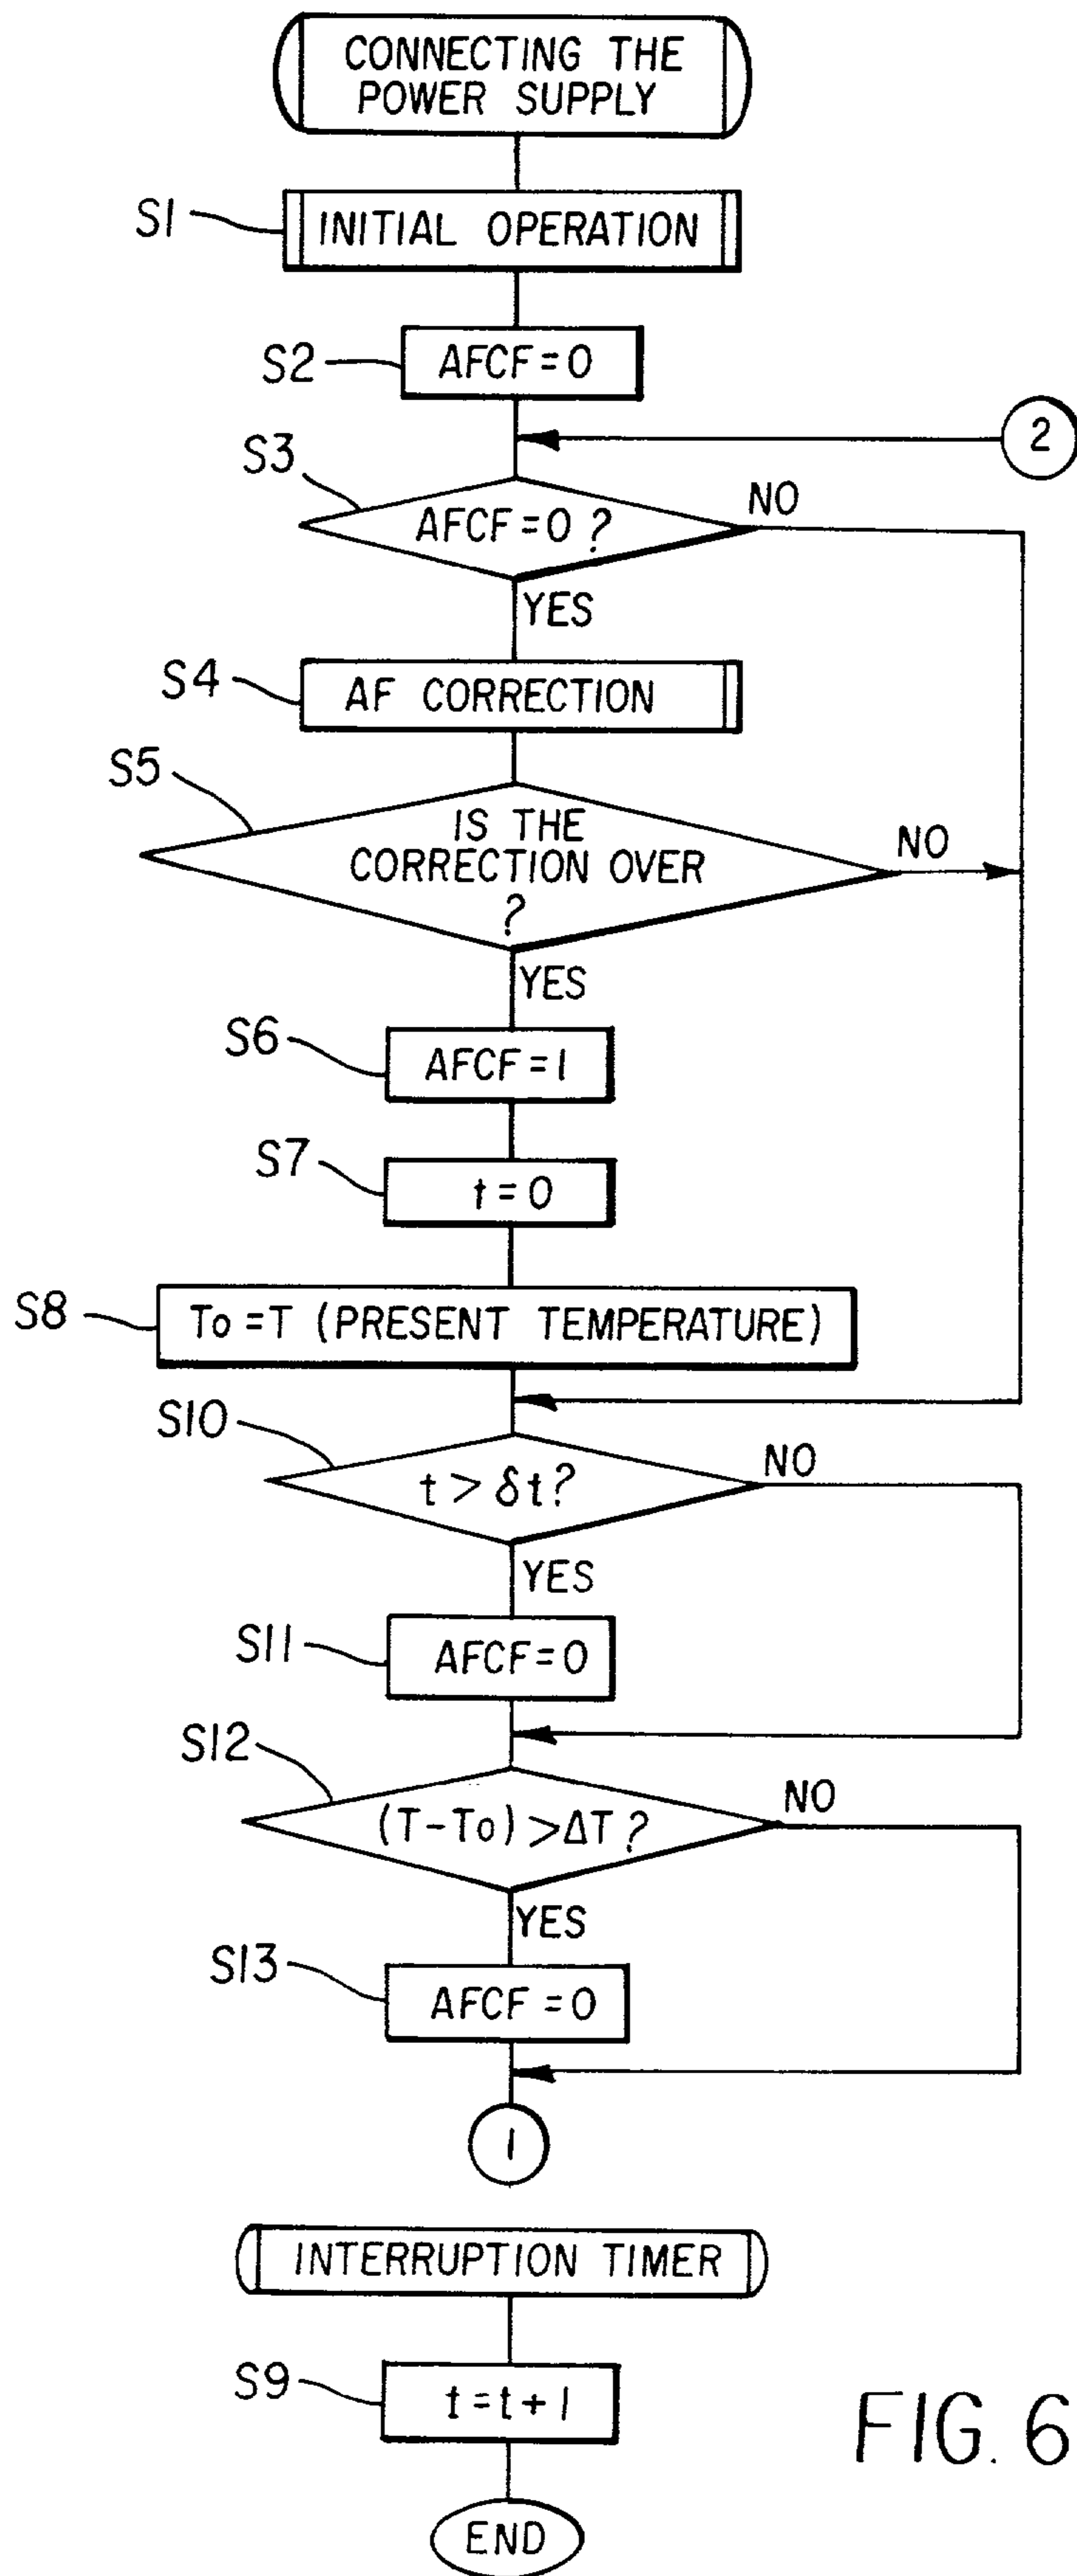 CONNECTING THE
POWER SUPPLY
S1
INITIAL OPERATION
S2
AFCF=0
2
S3
AFCF=0?
NO
YES
S4
AF CORRECTION
S5
IS THE
CORRECTION OVER
?
NO
YES
S6
AFCF=1
S7
t=0
S8
To=T (PRESENT TEMPERATURE)
S10
t>δt?
NO
YES
S11
AFCF=0
S12
(T-To)>ΔT?
NO
YES
S13
AFCF=0
1
INTERRUPTION TIMER
S9
t=t+1
END
FIG. 6